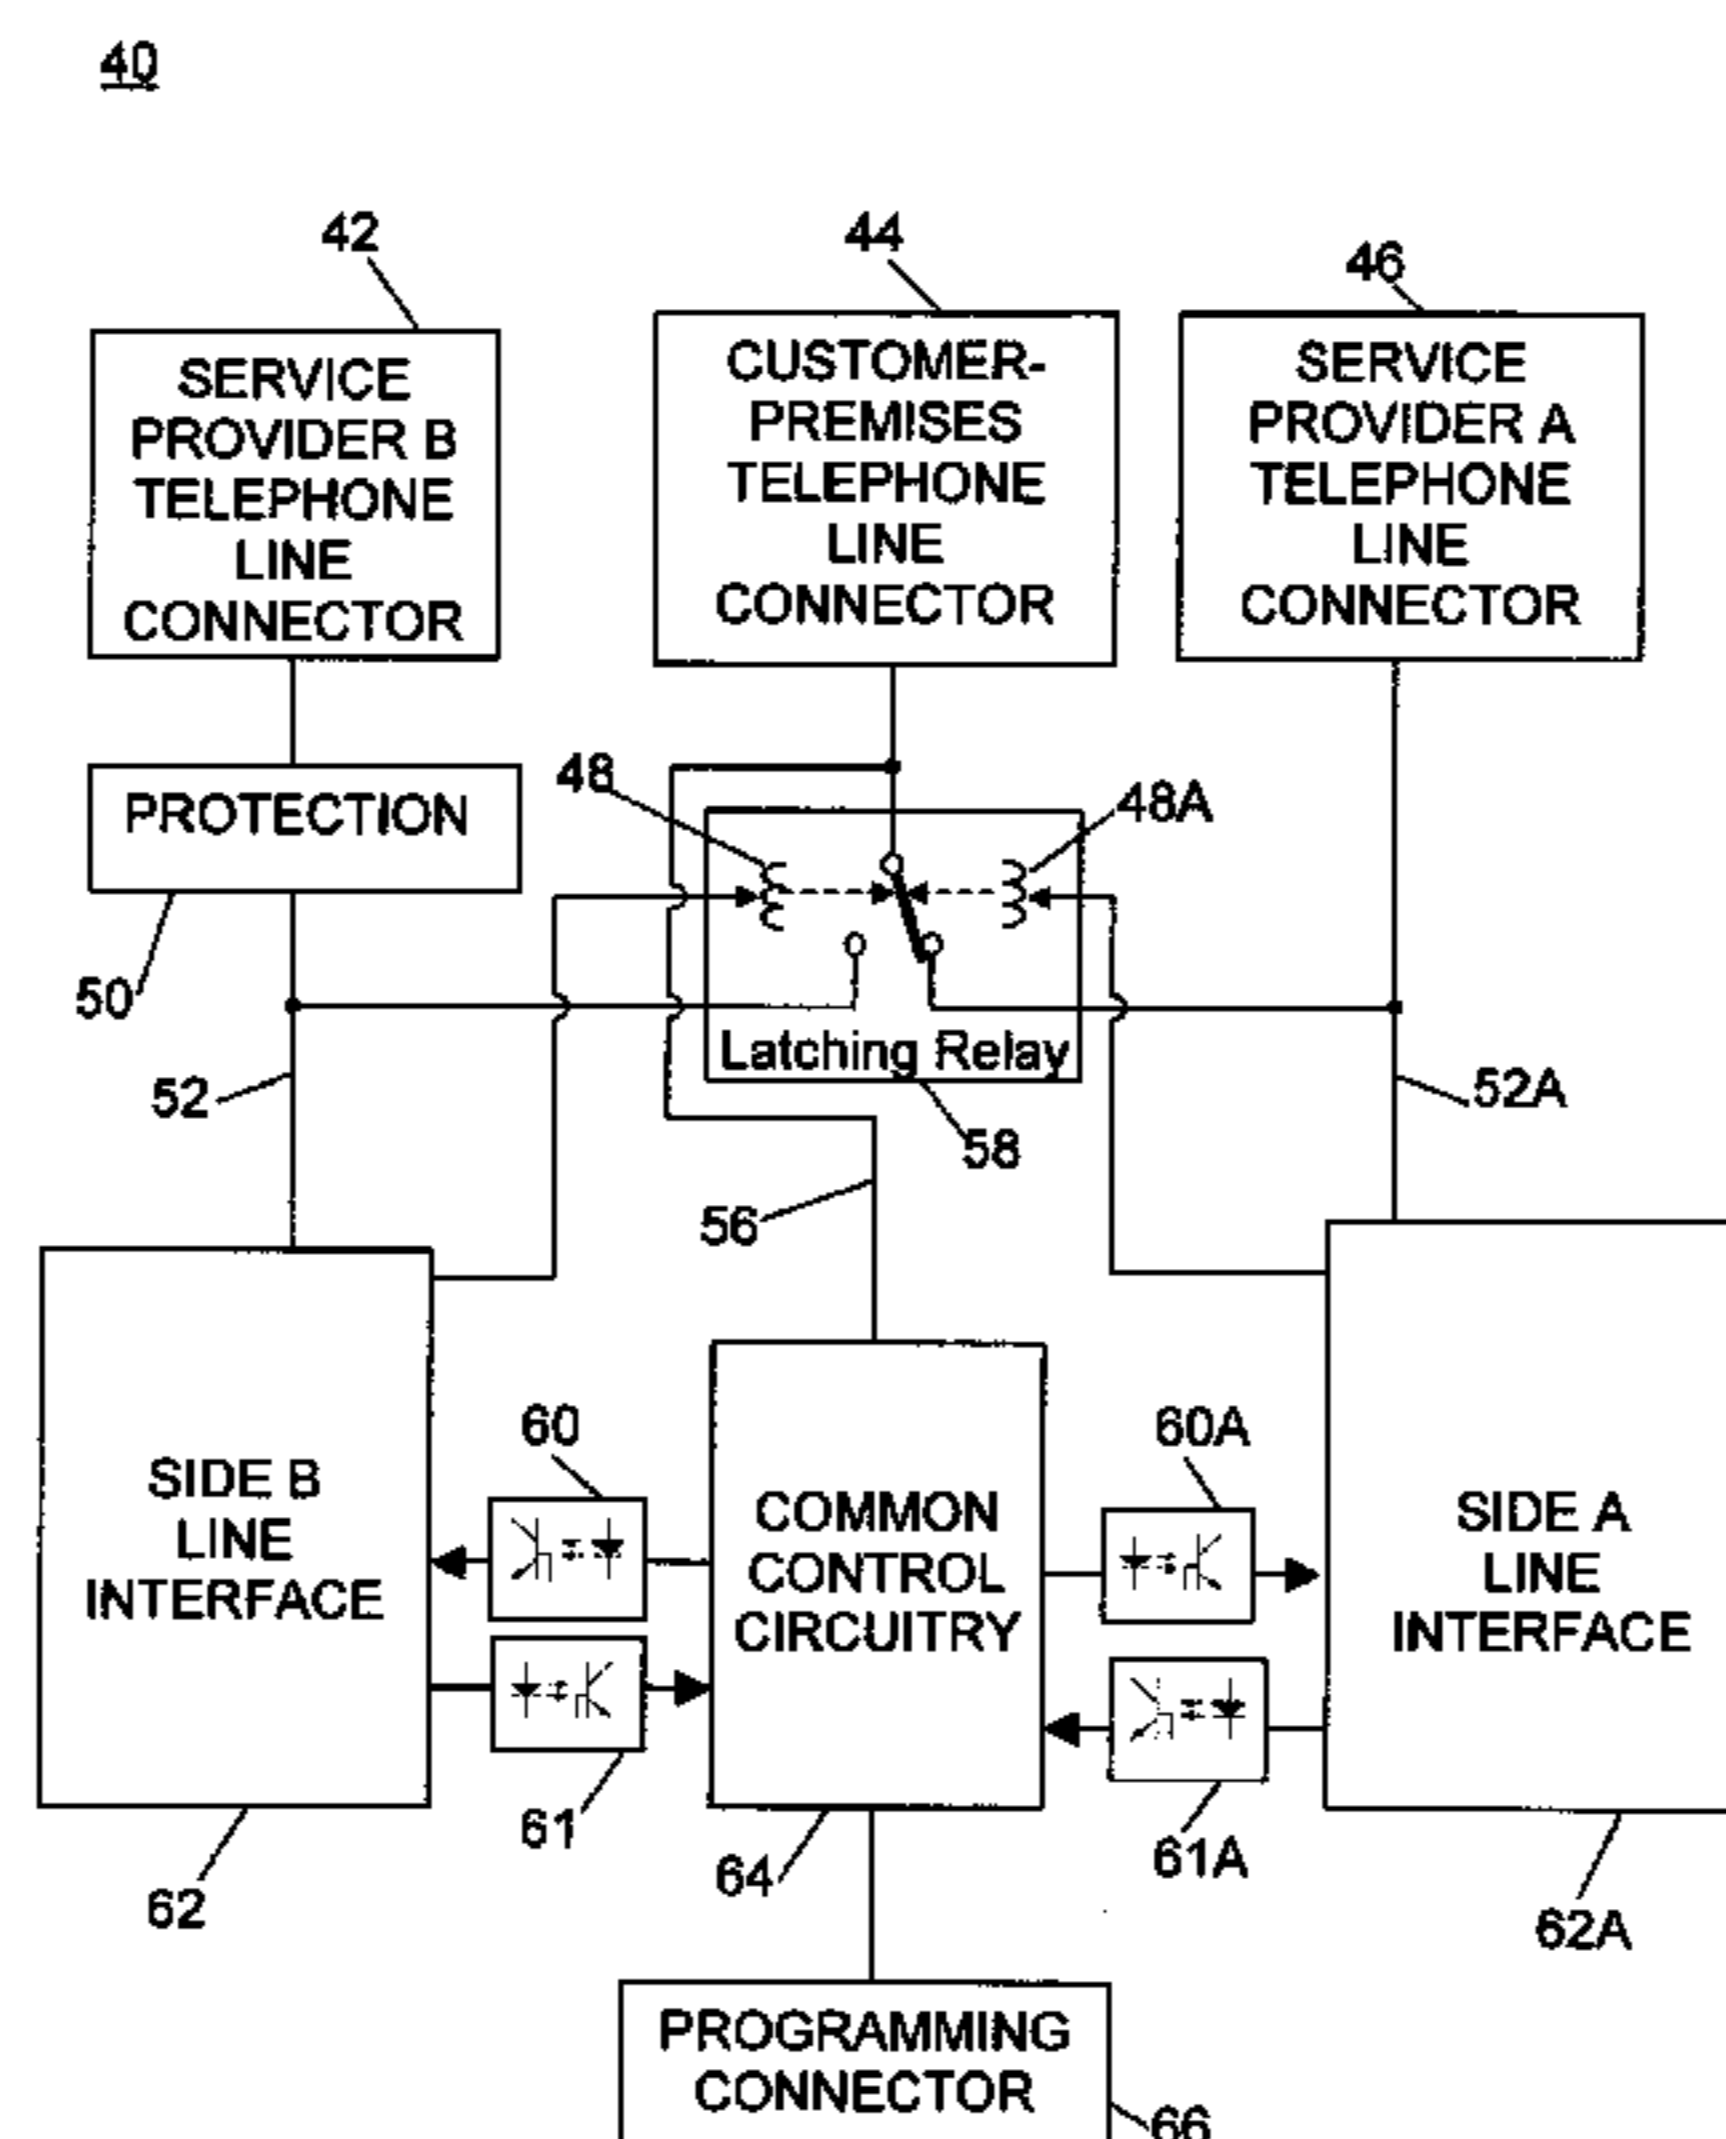 40
42
44
46
SERVICE
PROVIDER B
TELEPHONE
LINE
CONNECTOR
CUSTOMER-
PREMISES
TELEPHONE
LINE
CONNECTOR
SERVICE
PROVIDER A
TELEPHONE
LINE
CONNECTOR
PROTECTION
48
48A
50
Latching Relay
52
52A
58
56
SIDE B
LINE
INTERFACE
60
60A
COMMON
CONTROL
CIRCUITRY
SIDE A
LINE
INTERFACE
61
61A
62
64
62A
PROGRAMMING
CONNECTOR
66